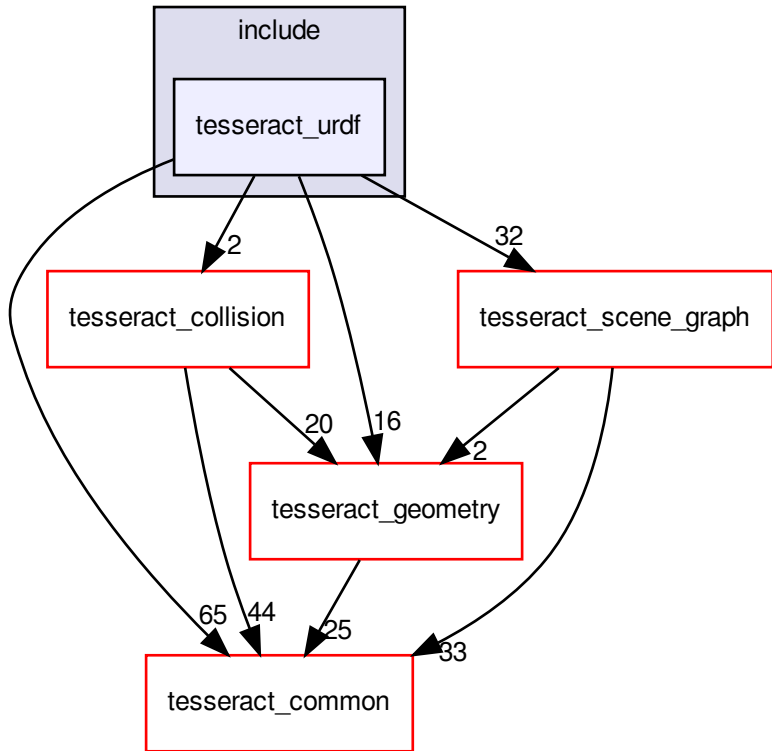 include
tesseract_urdf
32
2
tesseract_collision
tesseract_scene_graph
20
16
2
tesseract_geometry
65
44
25
33
tesseract_common